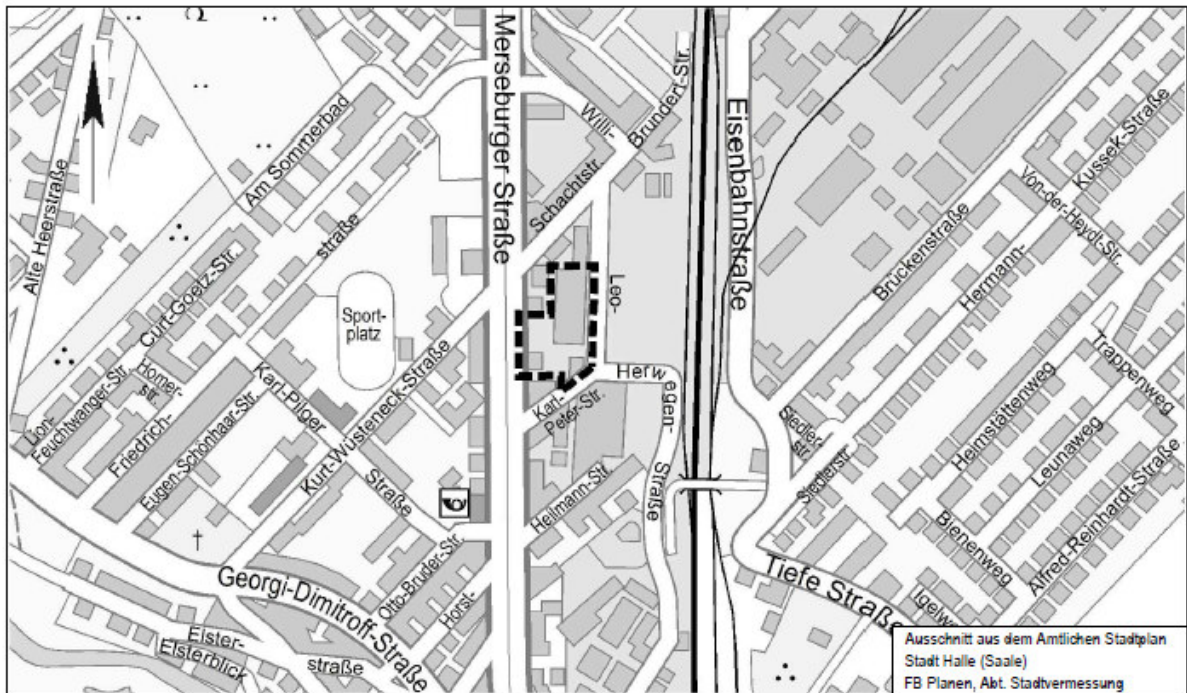 Merseburger Straße
Willi-
Brundert-Str.
Eisenbahnstraße
Kussek-Straße
Am Sommerbad
Schachtstr.
Von-der-Heydt-Str.
Alte Heerstraße
straße
Brückenstraße
Hermann-
Curt-Goetz-Str.
Leo-
Sport-
platz
Trappenweg
Homer-
str.
Lion-
Feuchtwanger-Str.
Friedrich-
Karl-Pilger
Kurt-Wüsteneck-Straße
Karl-
Peter-Str.
Herwegen-
Siedler
str.
Heimstättenweg
Eugen-Schönhaar-Str.
Straße
Heilmann-Str.
Straße
Siedlerstr.
Leunaweg
Bienenweg
Alfred-Reinhardt-Straße
Georgi-Dimitroff-Straße
Otto-Bruder-Str.
Horst-
Tiefe Straße
Igelweg
Elster-
straße
Elsterblick
Ausschnitt aus dem Amtlichen Stadtplan
Stadt Halle (Saale)
FB Planen, Abt. Stadtvermessung